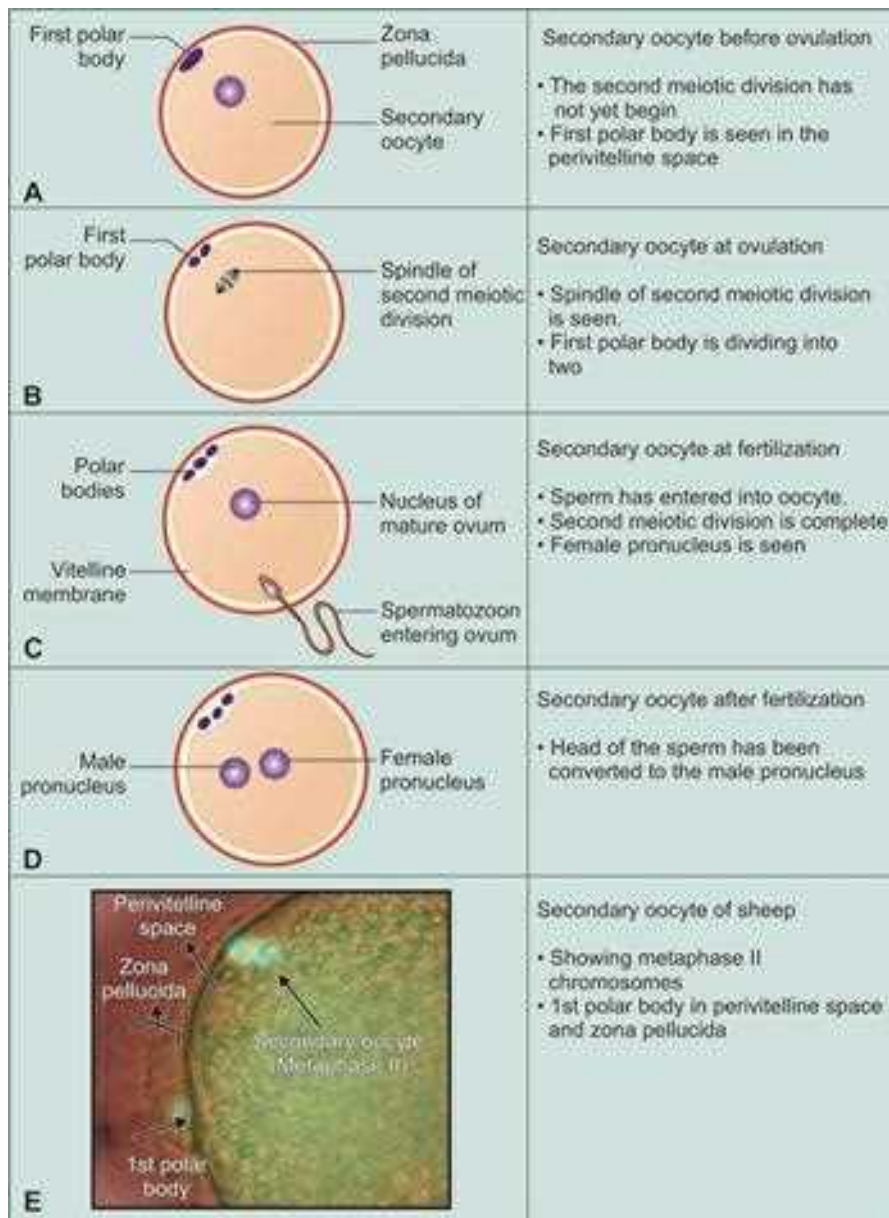 First polar
body
Zona
pellucida
Secondary
oocyte
A
Secondary oocyte before ovulation
• The second meiotic division has
not yet begin
• First polar body is seen in the
perivitelline space
First
polar body
Spindle of
second meiotic
division
B
Secondary oocyte at ovulation
• Spindle of second meiotic division
is seen.
• First polar body is dividing into
two
Polar
bodies
Nucleus of
mature ovum
Vitelline
membrane
Spermatozoon
entering ovum
C
Secondary oocyte at fertilization
• Sperm has entered into oocyte.
• Second meiotic division is complete
• Female pronucleus is seen
Male
pronucleus
Female
pronucleus
D
Secondary oocyte after fertilization
• Head of the sperm has been
converted to the male pronucleus
Perivitelline
space
Zona
pellucida
Secondary oocyte
(Metaphase II)
1st polar
body
E
Secondary oocyte of sheep
• Showing metaphase II
chromosomes
• 1st polar body in perivitelline space
and zona pellucida